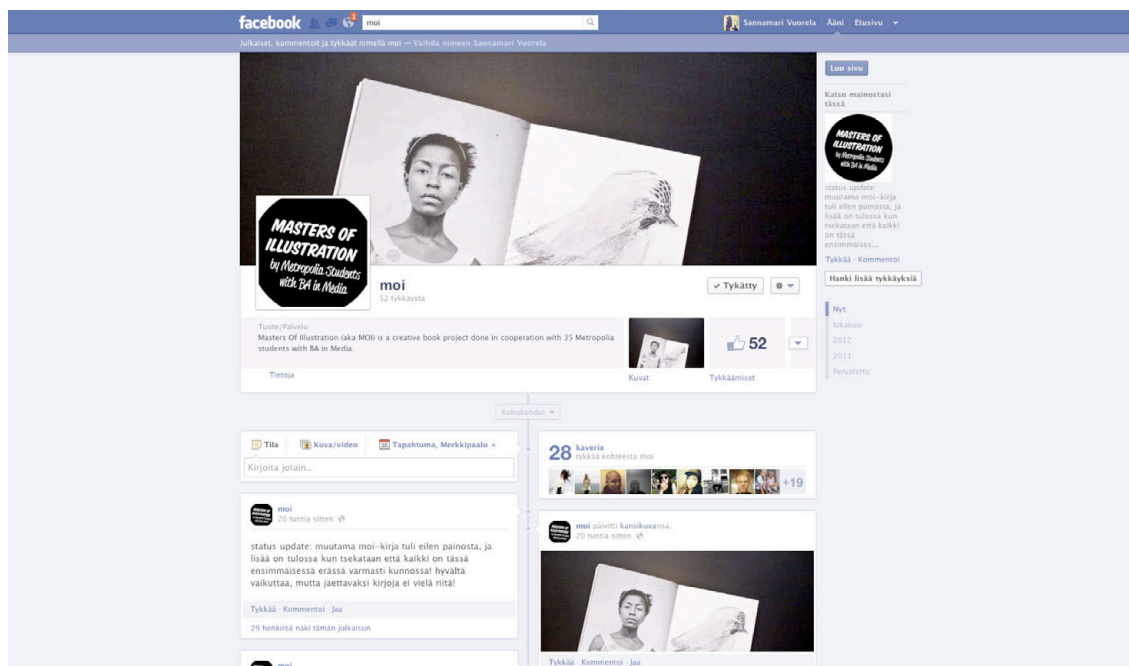 facebook
1
moi
Sannamari Vuorela
Ääni
Etusivu
Julkaiset, kommentoit ja tykkäät nimellä moi — Vaihda nimeen Sannamari Vuorela
MASTERS OF
ILLUSTRATION
by Metropolia Students
with BA in Media.
moi
52 tykkäystä
✓ Tykätty
Tuote/Palvelu
Masters Of Illustration (aka MOI) is a creative book project done in cooperation with 35 Metropolia
students with BA in Media.
Tietoja
Kuvat
52
Tykkäämiset
Luo sivu
Katso mainostasi
tässä
MASTERS OF
ILLUSTRATION
by Metropolia Students
with BA in Media.
status update:
muutama moi-kirja
tuli eilen painosta, ja
lisää on tulossa kun
tsekataan että kaikki
on tässä
ensimmäises...
Tykkää · Kommentoi
Hanki lisää tykkäyksiä
Nyt
lokakuu
2012
2011
Perustettu
Kohokohdat
Tila
Kuva/video
Tapahtuma, Merkkipaalu +
Kirjoita jotain...
moi
20 tuntia sitten
status update: muutama moi-kirja tuli eilen painosta, ja
lisää on tulossa kun tsekataan että kaikki on tässä
ensimmäisessä erässä varmasti kunnossa! hyvältä
vaikuttaa, mutta jaettavaksi kirjoja ei vielä riitä!
Tykkää · Kommentoi · Jaa
29 henkilöä näki tämän julkaisun
moi
28
kaveria
tykkää kohteesta moi
+19
moi päivitti kansikuvansa.
20 tuntia sitten
Tykkää · Kommentoi · Jaa